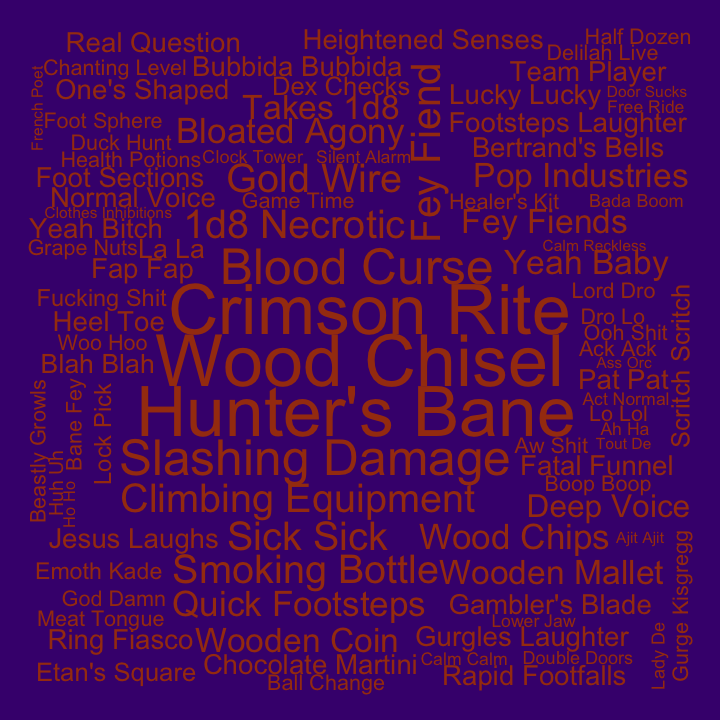 Real Question
Heightened Senses
Half Dozen
Delilah Live
Chanting Level
Bubbida Bubbida
Team Player
French Poet
One's Shaped
Dex Checks
Lucky Lucky
Door Sucks
Takes 1d8
Free Ride
Foot Sphere
Bloated Agony
Fey Fiend
Footsteps Laughter
Duck Hunt
Bertrand's Bells
Health Potions
Clock Tower
Silent Alarm
Foot Sections
Gold Wire
Pop Industries
Normal Voice
Game Time
Healer's Kit
Bada Boom
Clothes Inhibitions
Yeah Bitch
1d8 Necrotic
Fey Fiends
Grape Nuts
La La
Calm Reckless
Fap Fap
Blood Curse
Yeah Baby
Fucking Shit
Crimson Rite
Lord Dro
Heel Toe
Dro Lo
Scritch Scritch
Woo Hoo
Ooh Shit
Blah Blah
Wood Chisel
Ack Ack
Ass Orc
Pat Pat
Beastly Growls
Bane Fey
Lock Pick
Hunter's Bane
Act Normal
Lo Lol
Ah Ha
Huh Uh
Slashing Damage
Aw Shit
Tout De
Fatal Funnel
Ho Ho
Climbing Equipment
Boop Boop
Deep Voice
Jesus Laughs
Sick Sick
Wood Chips
Ajit Ajit
Emoth Kade
Smoking Bottle
Wooden Mallet
Gurge Kisgregg
God Damn
Quick Footsteps
Gambler's Blade
Meat Tongue
Lower Jaw
Ring Fiasco
Wooden Coin
Gurgles Laughter
Lady De
Etan's Square
Chocolate Martini
Calm Calm
Double Doors
Ball Change
Rapid Footfalls